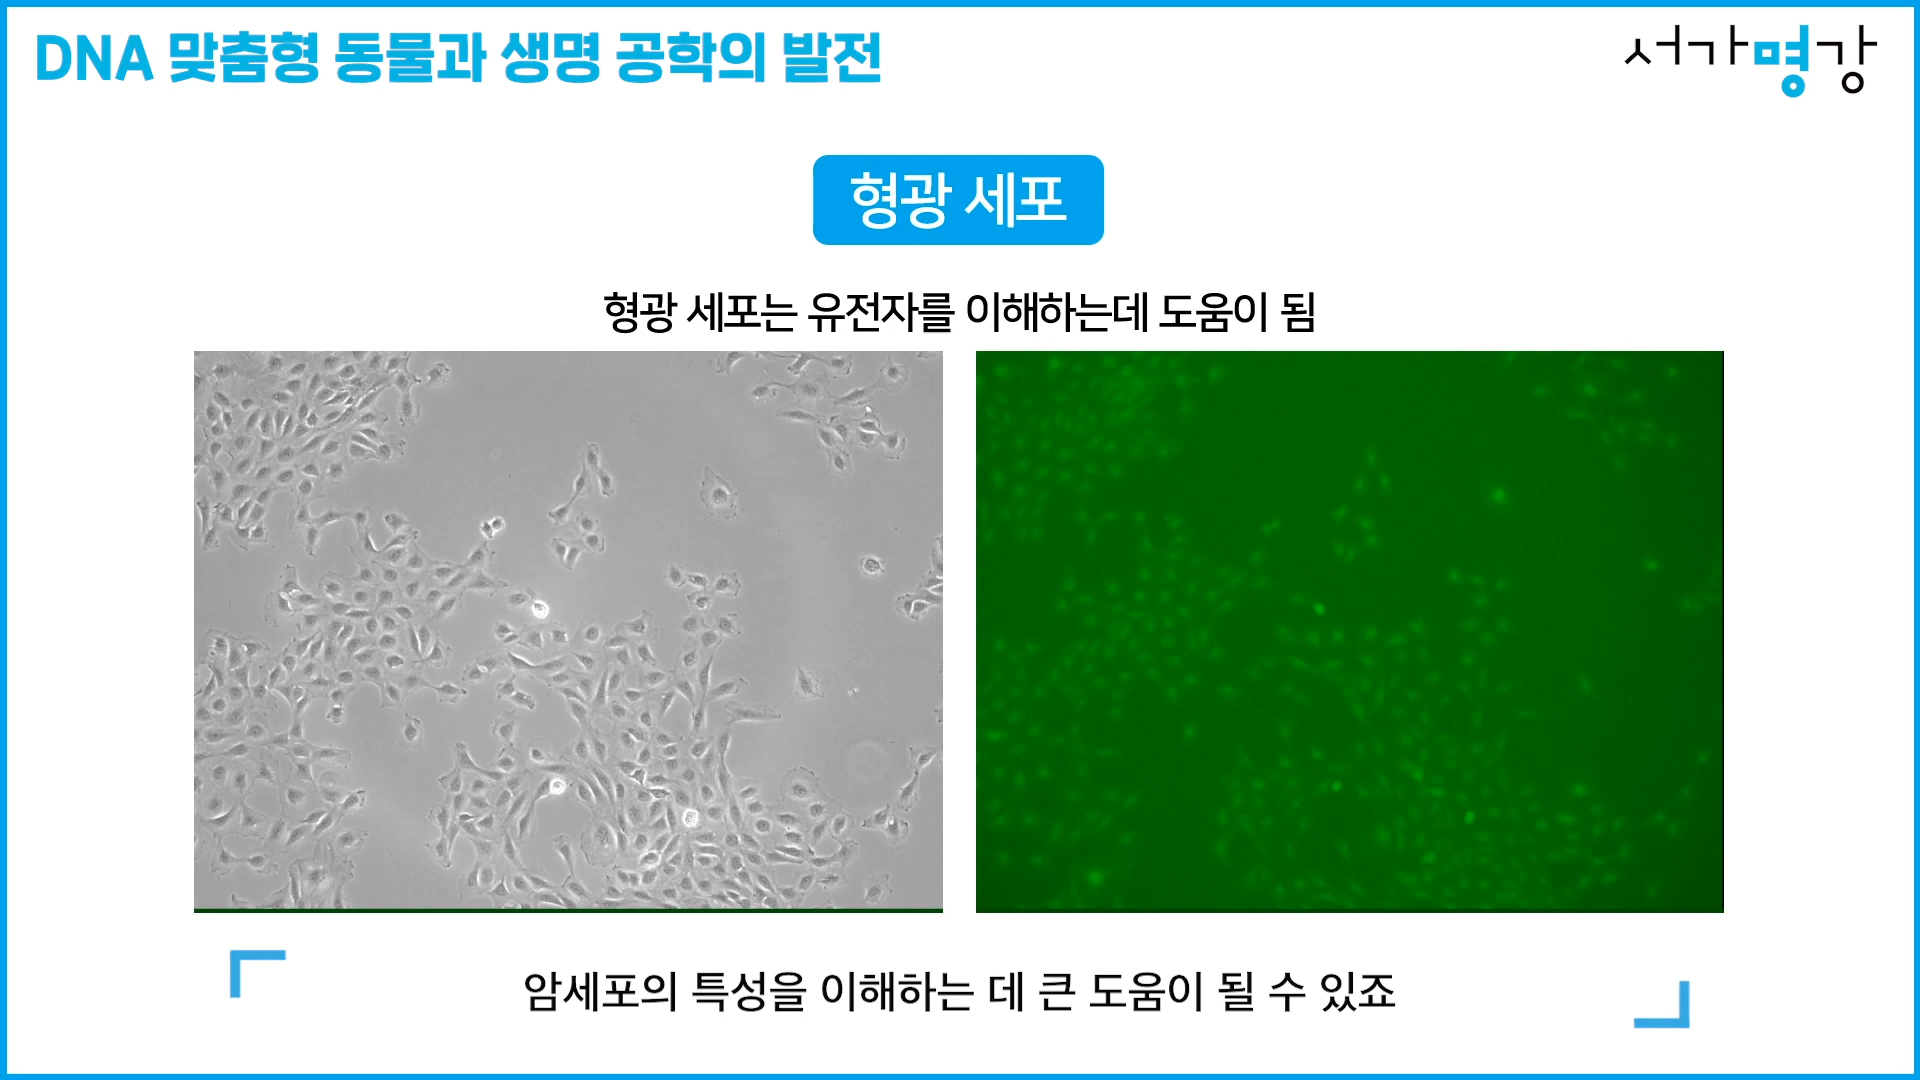 DNA 맞춤형 동물과 생명 공학의 발전
서가명강
형광 세포
형광 세포는 유전자를 이해하는데 도움이 됨
암세포의 특성을 이해하는 데 큰 도움이 될 수 있죠